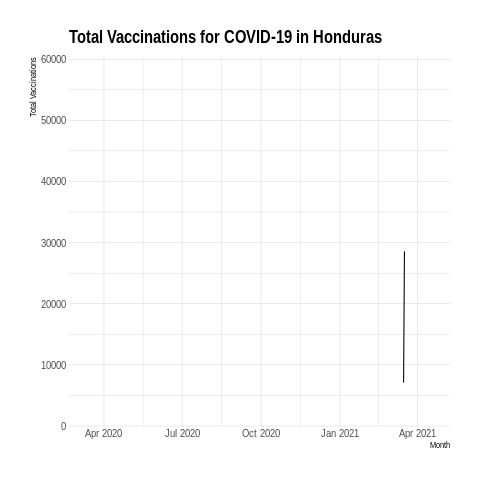 Total Vaccinations for COVID-19 in Honduras
Total Vaccinations
60000
50000
40000
30000
20000
10000
0
Apr 2020 Jul 2020 Oct 2020 Jan 2021 Apr 2021
Month